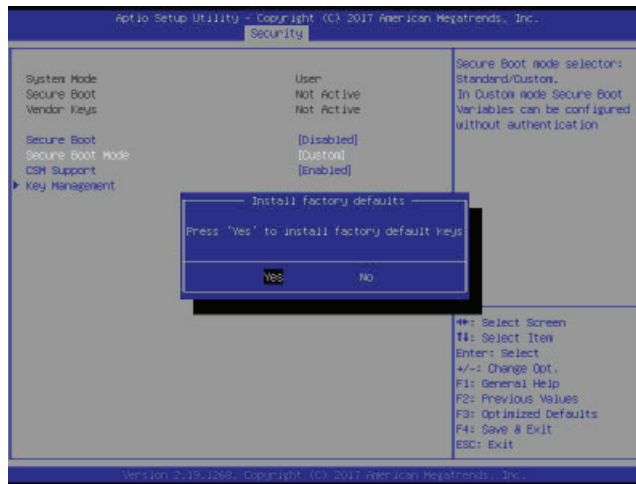 Aptio Setup Utility - Copyright (C) 2017 American Megatrends, Inc.
Security
System Mode User
Secure Boot Not Active
Vendor Keys Not Active
Secure Boot [Disabled]
Secure Boot Mode [Custom]
CSM Support [Enabled]
Key Management
Install factory defaults
Press 'Yes' to install factory default keys
Yes No
Secure Boot mode selector:
Standard/Custom.
In Custom mode Secure Boot
Variables can be configured
without authentication
: Select Screen
: Select Item
Enter: Select
+/-: Change Opt.
F1: General Help
F2: Previous Values
F3: Optimized Defaults
F4: Save & Exit
ESC: Exit
Version 2.19.1268. Copyright (C) 2017 American Megatrends, Inc.